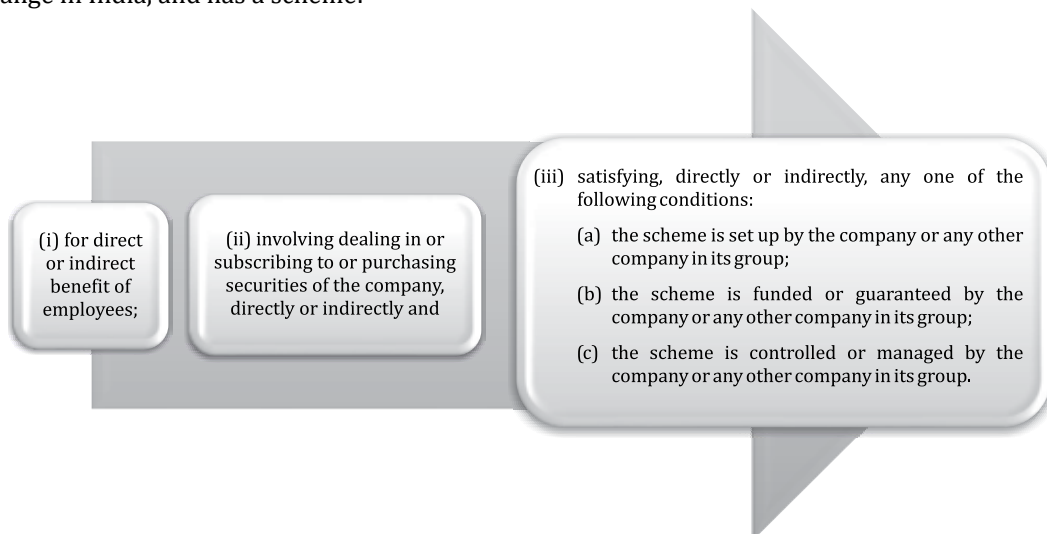 and has a scheme:
(i) for direct
or indirect
benefit of
employees;
(ii) involving dealing in or
subscribing to or purchasing
securities of the company,
directly or indirectly and
(iii) satisfying, directly or indirectly, any one of the
following conditions:
(a) the scheme is set up by the company or any other
company in its group;
(b) the scheme is funded or guaranteed by the
company or any other company in its group;
(c) the scheme is controlled or managed by the
company or any other company in its group.